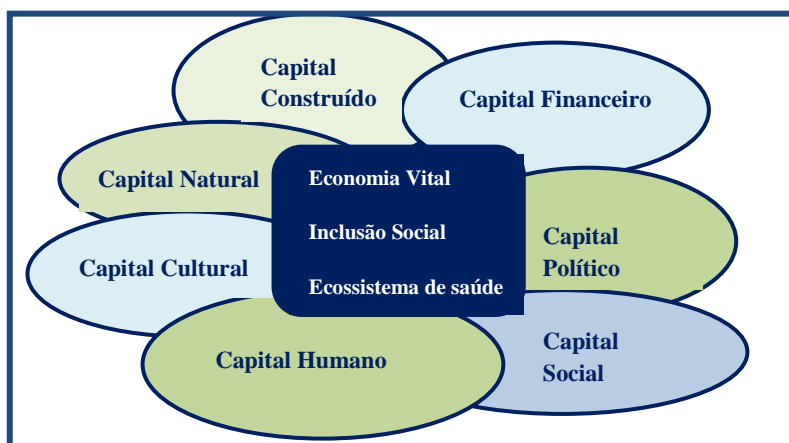 Capital
Construído
Capital Financeiro
Capital Natural
Economia Vital
Inclusão Social
Capital
Político
Capital Cultural
Ecossistema de saúde
Capital Humano
Capital
Social